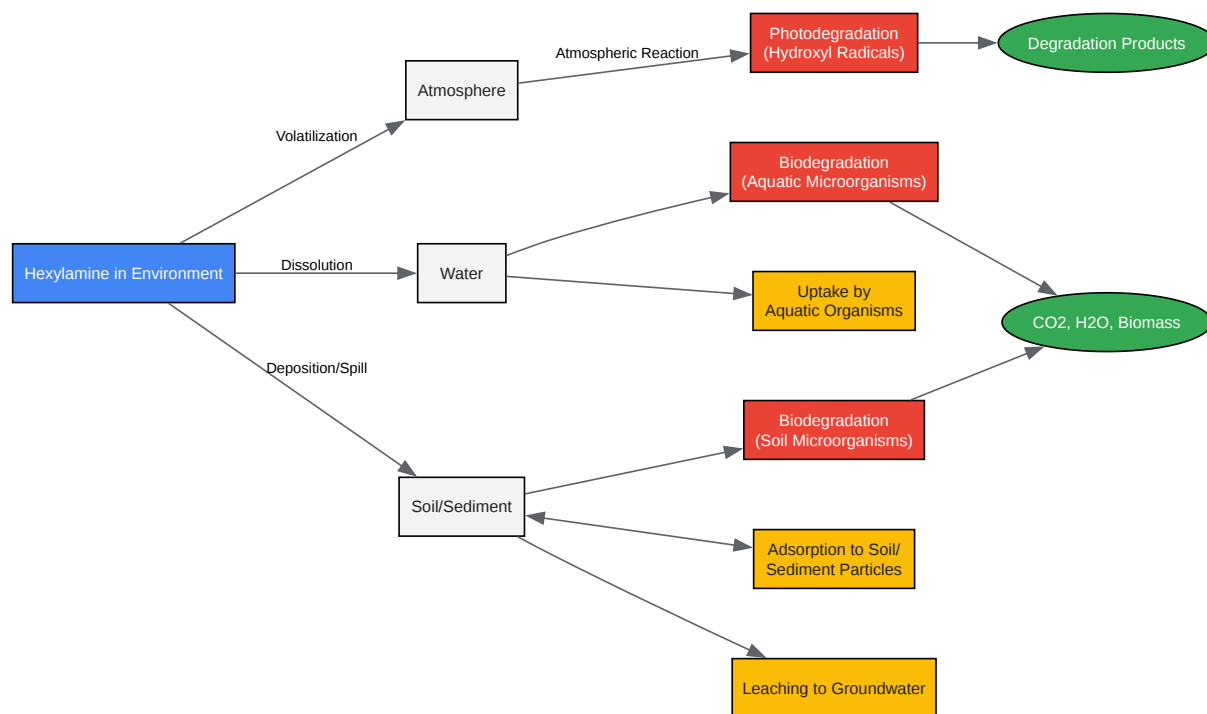 Photodegradation
(Hydroxyl Radicals)
Degradation Products
Atmospheric Reaction
Atmosphere
Volatilization
Biodegradation
(Aquatic Microorganisms)
Hexylamine in Environment
Dissolution
Water
Uptake by
Aquatic Organisms
CO2, H2O, Biomass
Deposition/Spill
Biodegradation
(Soil Microorganisms)
Soil/Sediment
Adsorption to Soil/
Sediment Particles
Leaching to Groundwater